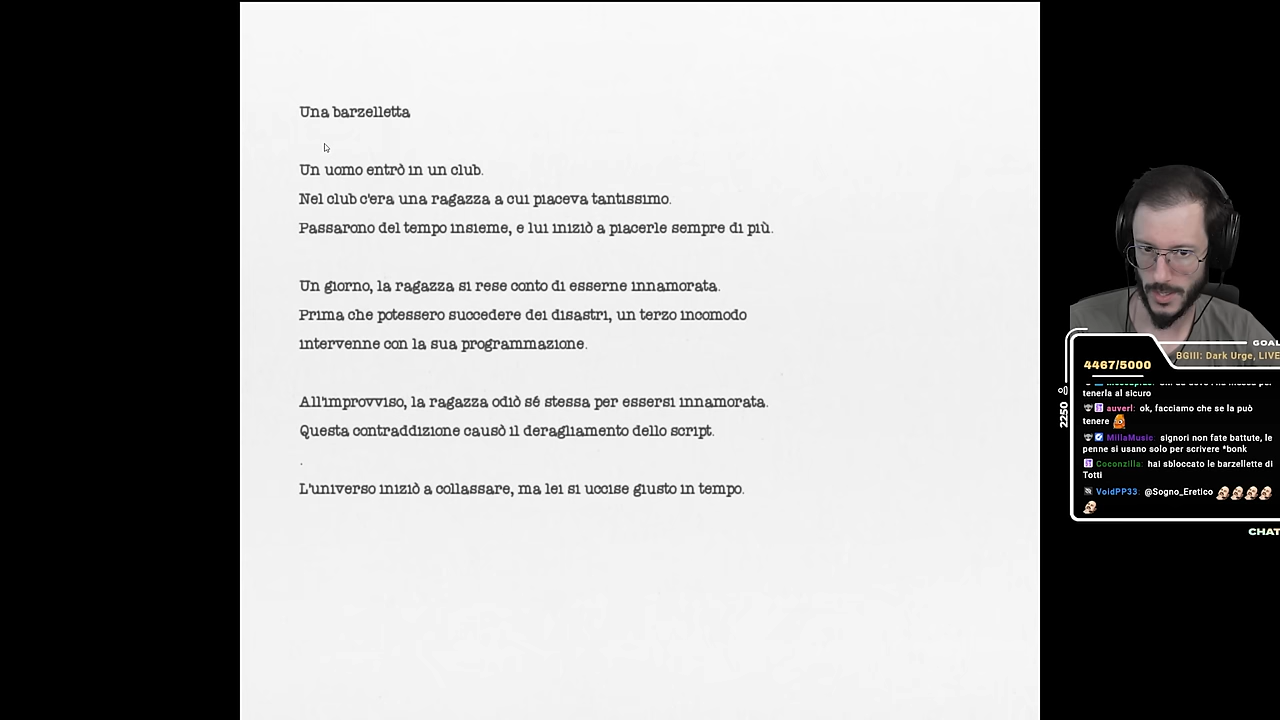 Una barzelletta
Un uomo entrò in un club.
Nel club c'era una ragazza a cui piaceva tantissimo.
Passarono del tempo insieme, e lui iniziò a piacerle sempre di più.
Un giorno, la ragazza si rese conto di esserne innamorata.
Prima che potessero succedere dei disastri, un terzo incomodo
intervenne con la sua programmazione.
All'improvviso, la ragazza odiò sé stessa per essersi innamorata.
Questa contraddizione causò il deragliamento dello script.
.
L'universo iniziò a collassare, ma lei si uccise giusto in tempo.
GOAL
4467/5000
BGIII: Dark Urge, LIVE
2250
tenerla al sicuro
auveri: ok, facciamo che se la può
tenere
MillaMusic: signori non fate battute, le
penne si usano solo per scrivere *bonk
Coconzilla: hai sbloccato le barzellette di
Totti
VoidPP33: @Sogno_Eretico
CHAT